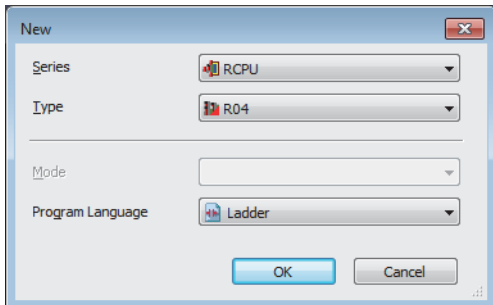 New
Series
RCPU
Type
R04
Mode
Program Language
Ladder
OK
Cancel